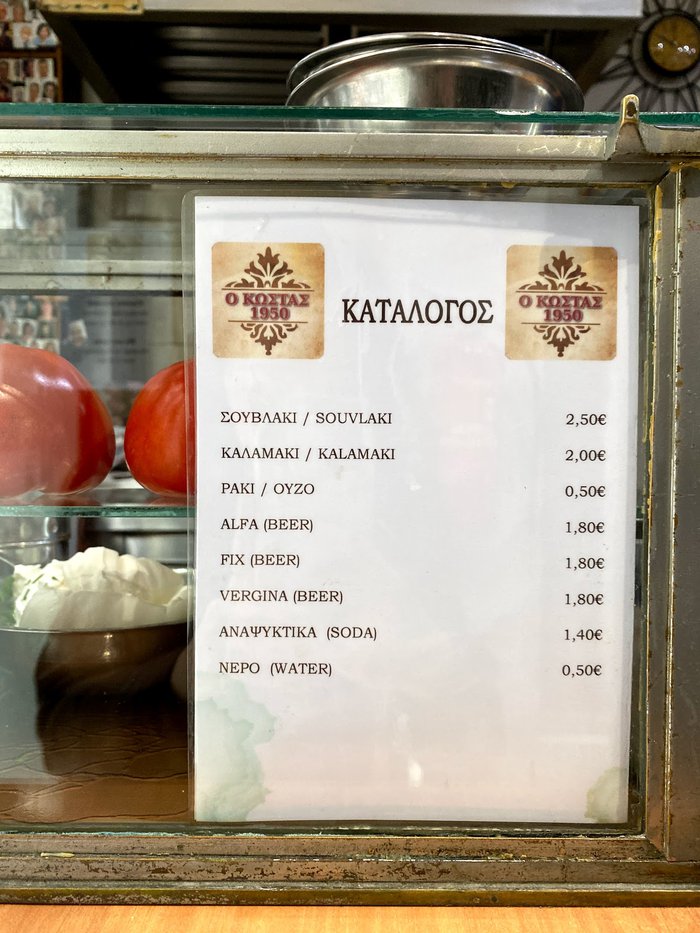 Ο ΚΩΣΤΑΣ
1950
ΚΑΤΑΛΟΓΟΣ
Ο ΚΩΣΤΑΣ
1950
ΣΟΥΒΛΑΚΙ / SOUVLAKI 2,50€
ΚΑΛΑΜΑΚΙ / KALAMAKI 2,00€
ΡΑΚΙ / ΟΥΖΟ 0,50€
ALFA (BEER) 1,80€
FIX (BEER) 1,80€
VERGINA (BEER) 1,80€
ΑΝΑΨΥΚΤΙΚΑ (SODA) 1,40€
ΝΕΡΟ (WATER) 0,50€